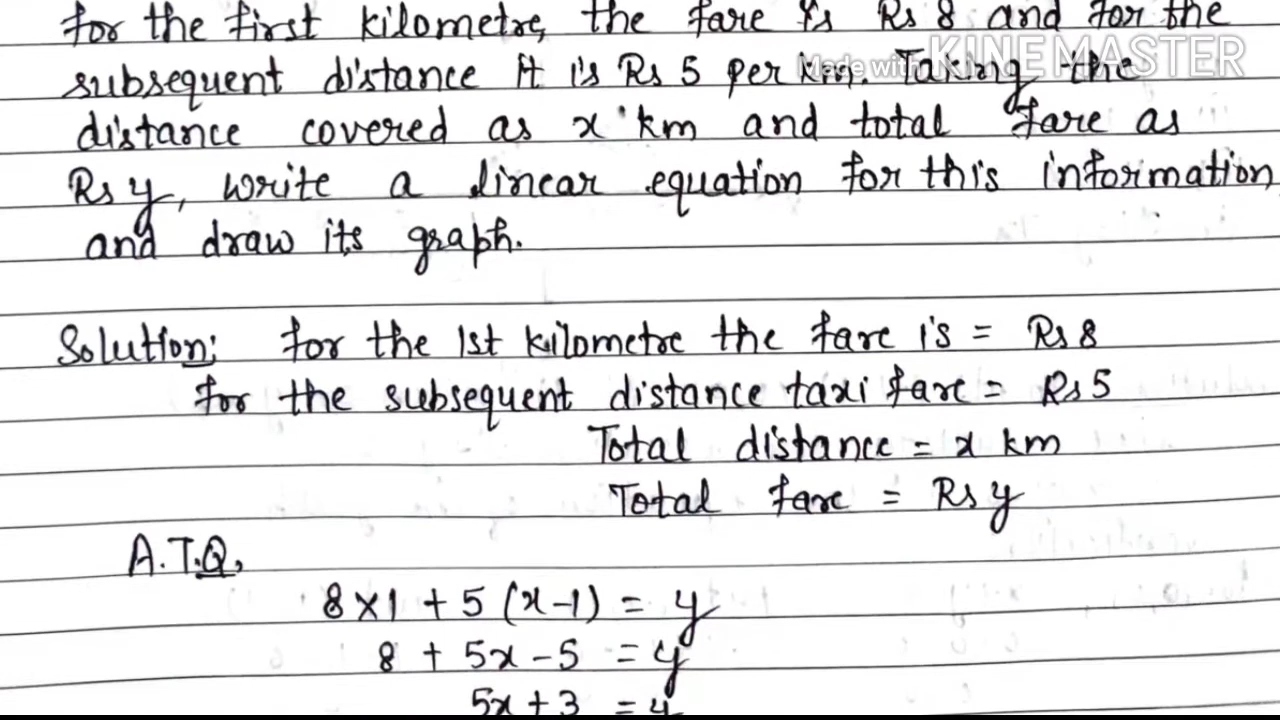 for the first kilometre, the fare is Rs 8 and for the
subsequent distance it is Rs 5 per km. Taking the
Made with KINEMASTER
distance covered as x km and total fare as
Rs y, write a linear equation for this information
and draw its graph.
Solution: for the 1st kilometre the fare is = Rs 8
for the subsequent distance taxi fare = Rs 5
Total distance = x km
Total fare = Rs y
A.T.Q,
8 × 1 + 5 (x - 1) = y
8 + 5x - 5 = y
5x + 3 = y